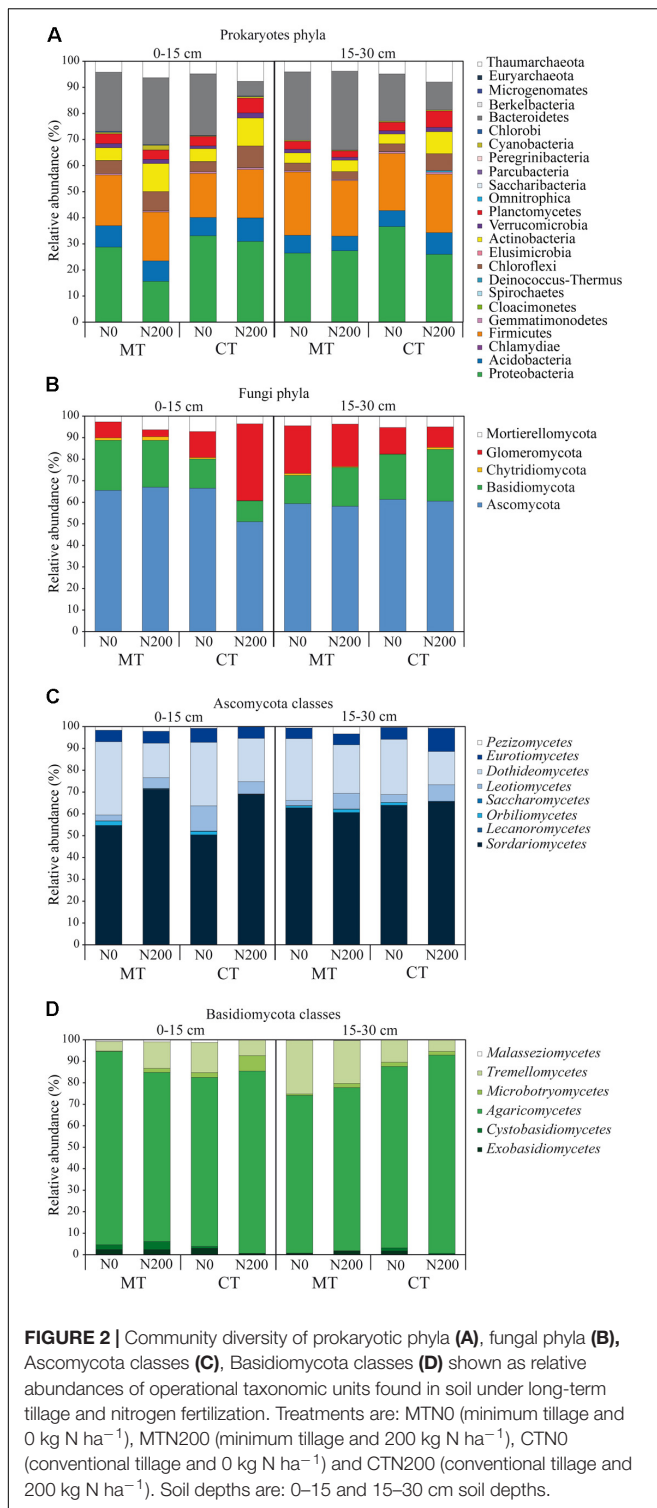 A
Prokaryotes phyla
0-15 cm 15-30 cm
Relative abundance (%)
100
90
80
70
60
50
40
30
20
10
0
N0 N200 N0 N200 N0 N200 N0 N200
MT CT MT CT
Thaumarchaeota
Euryarchaeota
Microgenomates
Berkelbacteria
Bacteroidetes
Chlorobi
Cyanobacteria
Peregrinibacteria
Parcubacteria
Saccharibacteria
Omnitrophica
Planctomycetes
Verrucomicrobia
Actinobacteria
Elusimicrobia
Chloroflexi
Deinococcus-Thermus
Spirochaetes
Cloacimonetes
Gemmatimonodetes
Firmicutes
Chlamydiae
Acidobacteria
Proteobacteria
B
Fungi phyla
0-15 cm 15-30 cm
Relative abundance (%)
100
90
80
70
60
50
40
30
20
10
0
N0 N200 N0 N200 N0 N200 N0 N200
MT CT MT CT
Mortierellomycota
Glomeromycota
Chytridiomycota
Basidiomycota
Ascomycota
C
Ascomycota classes
0-15 cm 15-30 cm
Relative abundance (%)
100
90
80
70
60
50
40
30
20
10
0
N0 N200 N0 N200 N0 N200 N0 N200
MT CT MT CT
Pezizomycetes
Eurotiomycetes
Dothideomycetes
Leotiomycetes
Saccharomycetes
Orbiliomycetes
Lecanoromycetes
Sordariomycetes
D
Basidiomycota classes
0-15 cm 15-30 cm
Relative abundance (%)
100
90
80
70
60
50
40
30
20
10
0
N0 N200 N0 N200 N0 N200 N0 N200
MT CT MT CT
Malasseziomycetes
Tremellomycetes
Microbotryomycetes
Agaricomycetes
Cystobasidiomycetes
Exobasidiomycetes
FIGURE 2 | Community diversity of prokaryotic phyla (A), fungal phyla (B),
Ascomycota classes (C), Basidiomycota classes (D) shown as relative
abundances of operational taxonomic units found in soil under long-term
tillage and nitrogen fertilization. Treatments are: MTN0 (minimum tillage and
0 kg N ha⁻¹), MTN200 (minimum tillage and 200 kg N ha⁻¹), CTN0
(conventional tillage and 0 kg N ha⁻¹) and CTN200 (conventional tillage and
200 kg N ha⁻¹). Soil depths are: 0–15 and 15–30 cm soil depths.